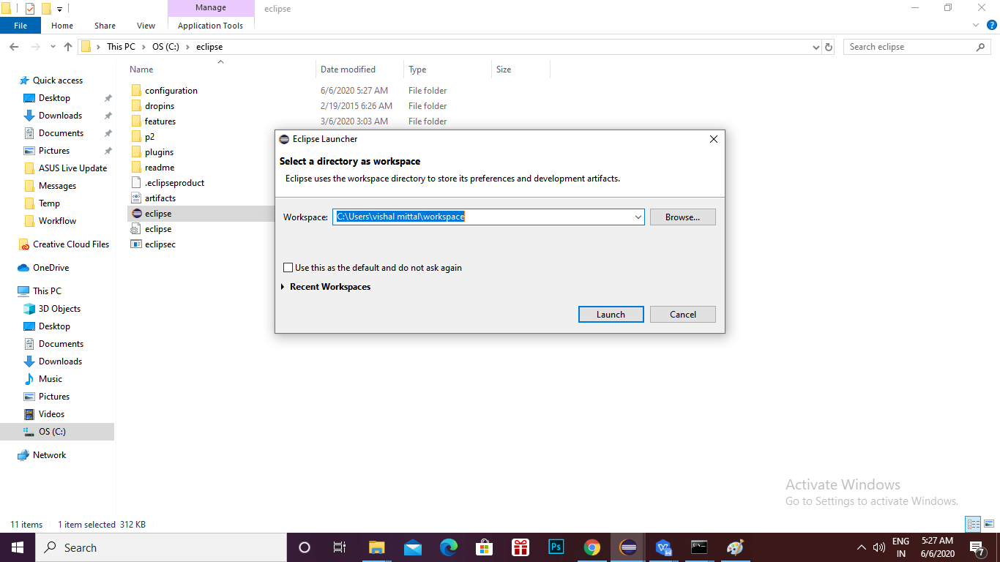 Manage
eclipse
File
Home
Share
View
Application Tools
This PC
OS (C:)
eclipse
Search eclipse
Name
Date modified
Type
Size
Quick access
Desktop
Downloads
Documents
Pictures
ASUS Live Update
Messages
Temp
Workflow
Creative Cloud Files
OneDrive
This PC
3D Objects
Desktop
Documents
Downloads
Music
Pictures
Videos
OS (C:)
Network
configuration 6/6/2020 5:27 AM File folder
dropins 2/19/2015 6:26 AM File folder
features 3/6/2020 3:03 AM File folder
p2
plugins
readme
.eclipseproduct
artifacts
eclipse
eclipse
eclipsec
Eclipse Launcher
Select a directory as workspace
Eclipse uses the workspace directory to store its preferences and development artifacts.
Workspace: C:\Users\vishal mittal\workspace Browse...
Use this as the default and do not ask again
Recent Workspaces
Launch Cancel
Activate Windows
Go to Settings to activate Windows.
11 items 1 item selected 312 KB
Search
Ps
ENG
IN
5:27 AM
6/6/2020
7